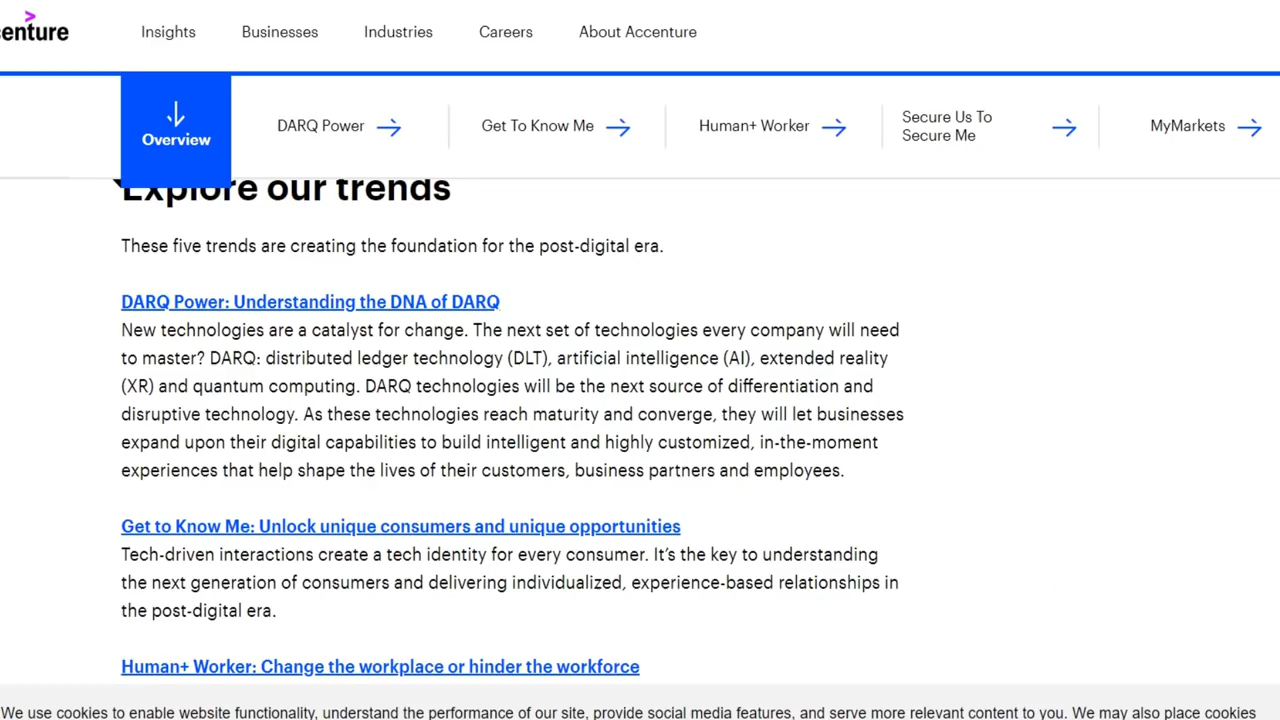 enture
Insights
Businesses
Industries
Careers
About Accenture
Overview
DARQ Power
Get To Know Me
Human+ Worker
Secure Us To
Secure Me
MyMarkets
Explore our trends
These five trends are creating the foundation for the post-digital era.
DARQ Power: Understanding the DNA of DARQ
New technologies are a catalyst for change. The next set of technologies every company will need
to master? DARQ: distributed ledger technology (DLT), artificial intelligence (AI), extended reality
(XR) and quantum computing. DARQ technologies will be the next source of differentiation and
disruptive technology. As these technologies reach maturity and converge, they will let businesses
expand upon their digital capabilities to build intelligent and highly customized, in-the-moment
experiences that help shape the lives of their customers, business partners and employees.
Get to Know Me: Unlock unique consumers and unique opportunities
Tech-driven interactions create a tech identity for every consumer. It’s the key to understanding
the next generation of consumers and delivering individualized, experience-based relationships in
the post-digital era.
Human+ Worker: Change the workplace or hinder the workforce
We use cookies to enable website functionality, understand the performance of our site, provide social media features, and serve more relevant content to you. We may also place cookies